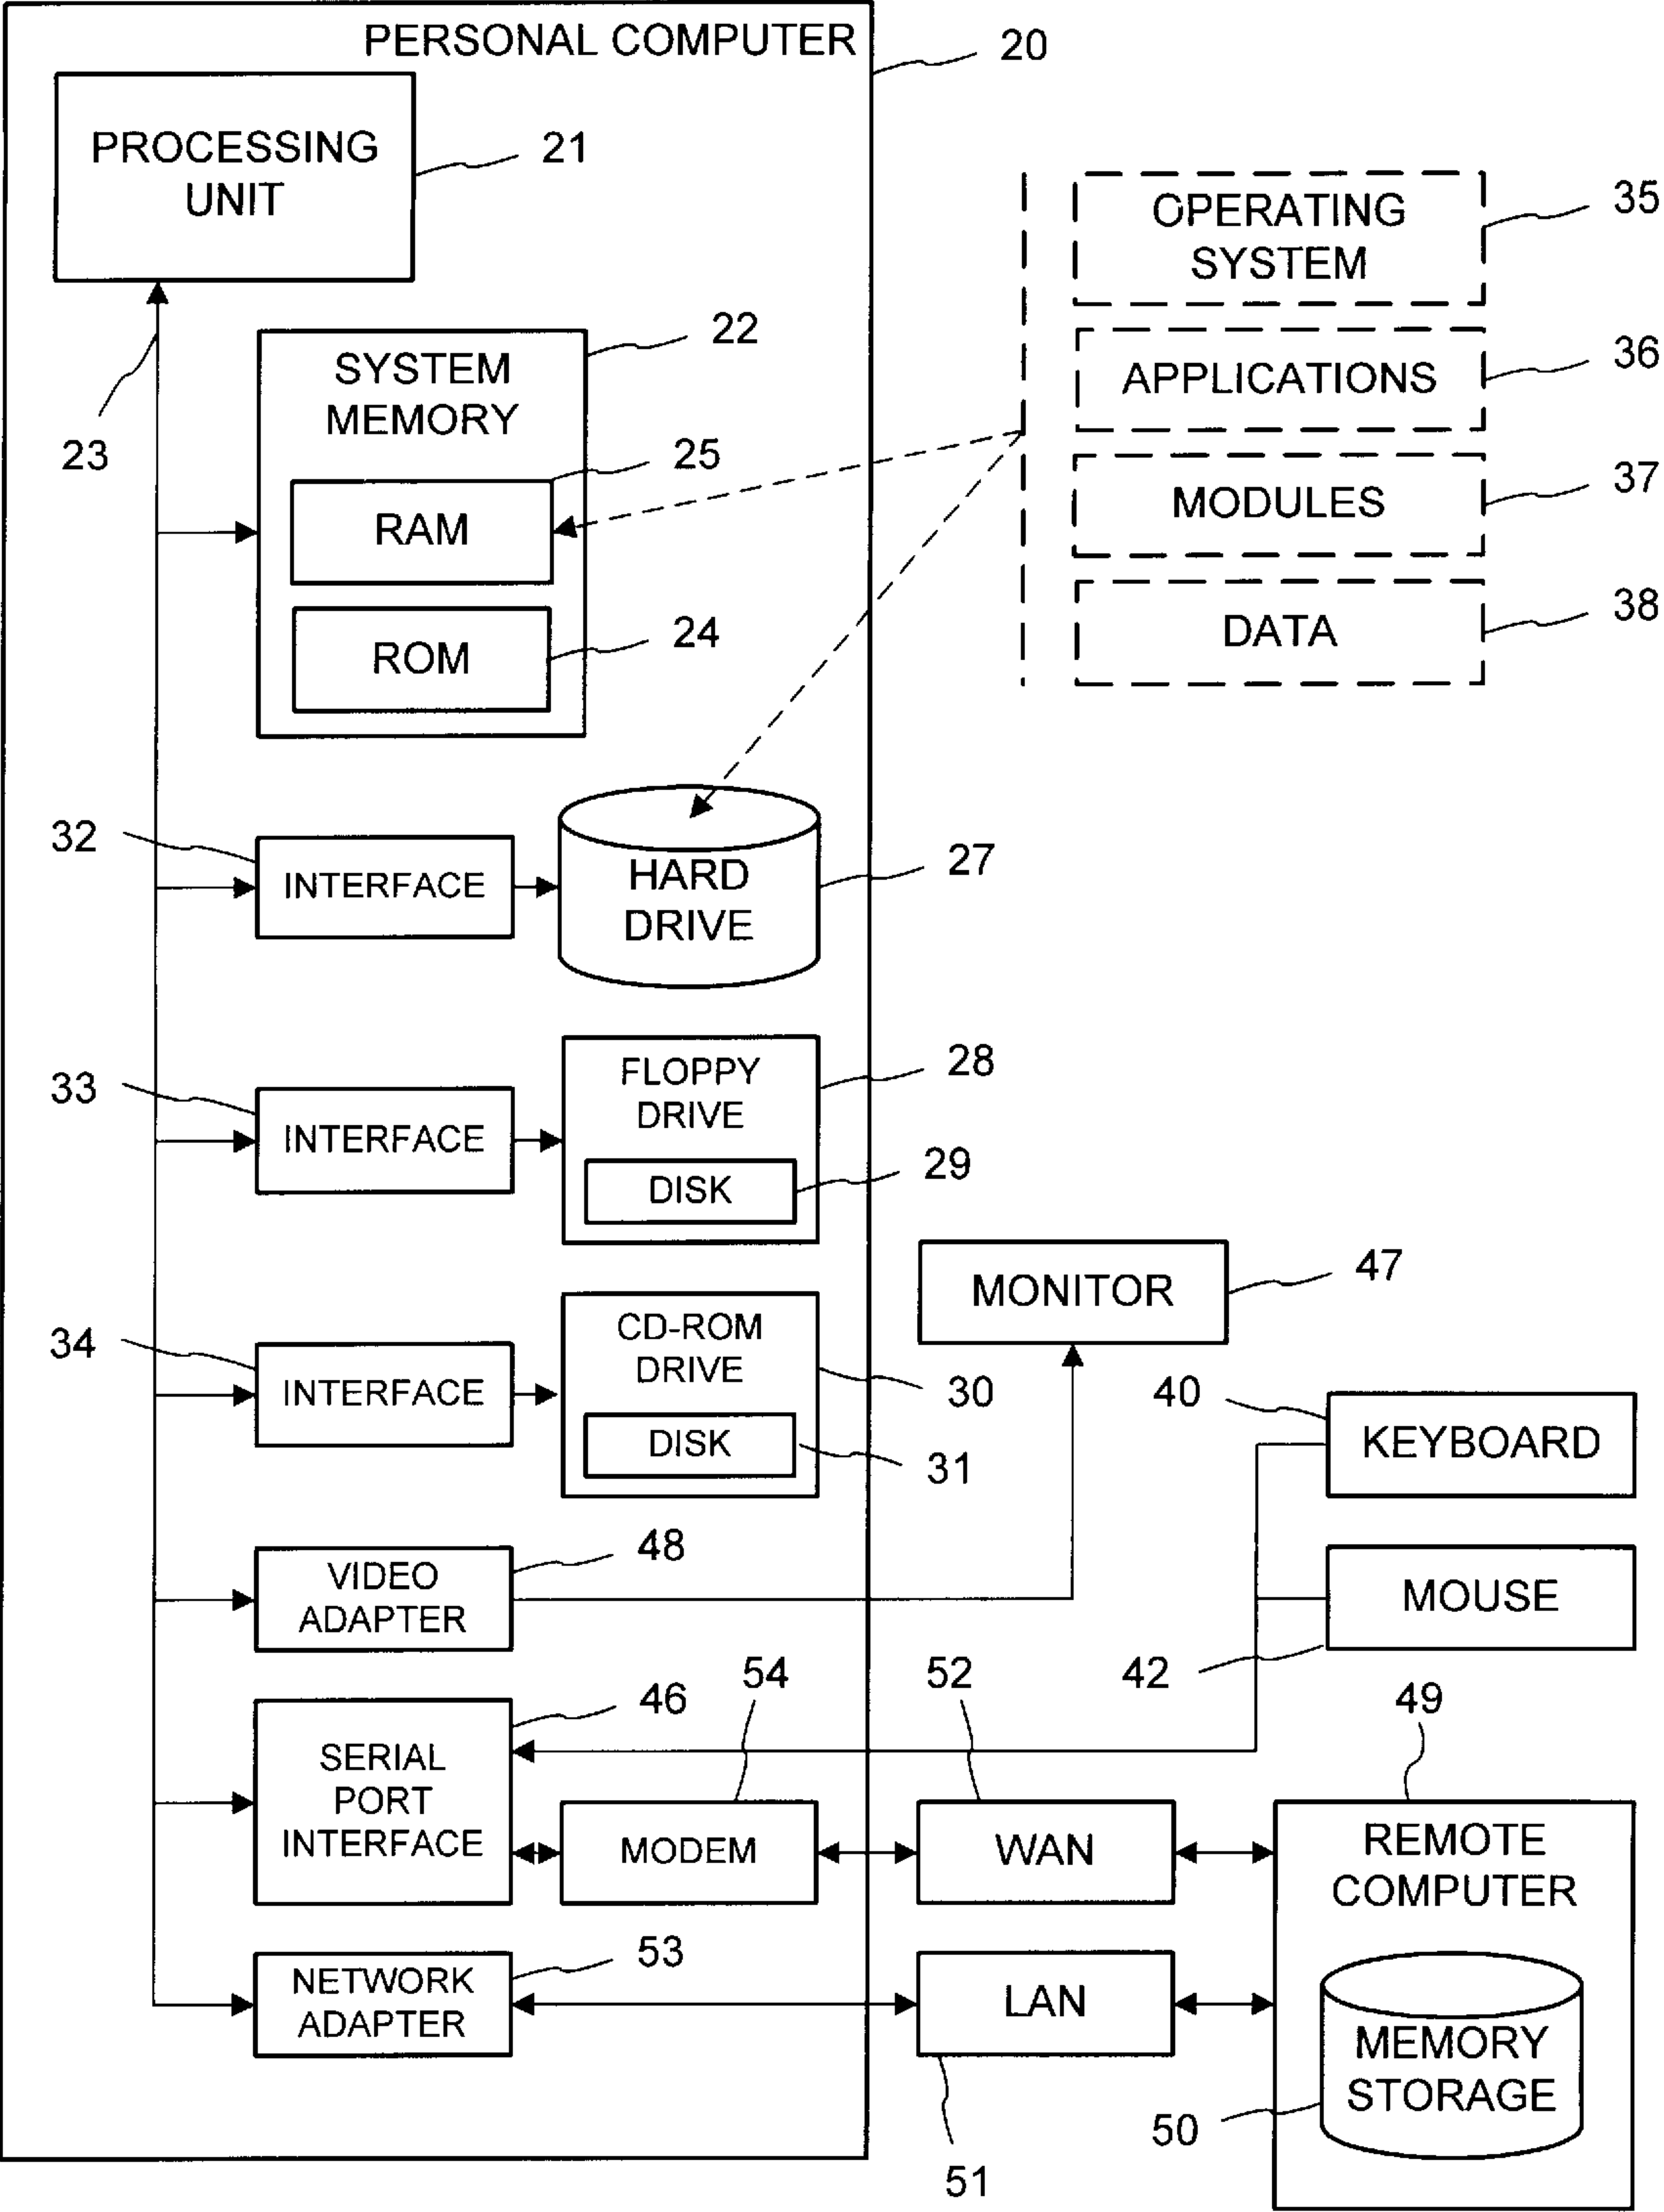 PERSONAL COMPUTER
20
PROCESSING
UNIT
21
OPERATING
SYSTEM
35
22
SYSTEM
MEMORY
23
APPLICATIONS
36
25
RAM
MODULES
37
24
ROM
DATA
38
32
INTERFACE
HARD
DRIVE
27
33
INTERFACE
FLOPPY
DRIVE
28
DISK
29
MONITOR
47
34
INTERFACE
CD-ROM
DRIVE
30
DISK
31
40
KEYBOARD
VIDEO
ADAPTER
48
MOUSE
42
46
SERIAL
PORT
INTERFACE
54
MODEM
52
WAN
49
REMOTE
COMPUTER
NETWORK
ADAPTER
53
LAN
51
MEMORY
STORAGE
50